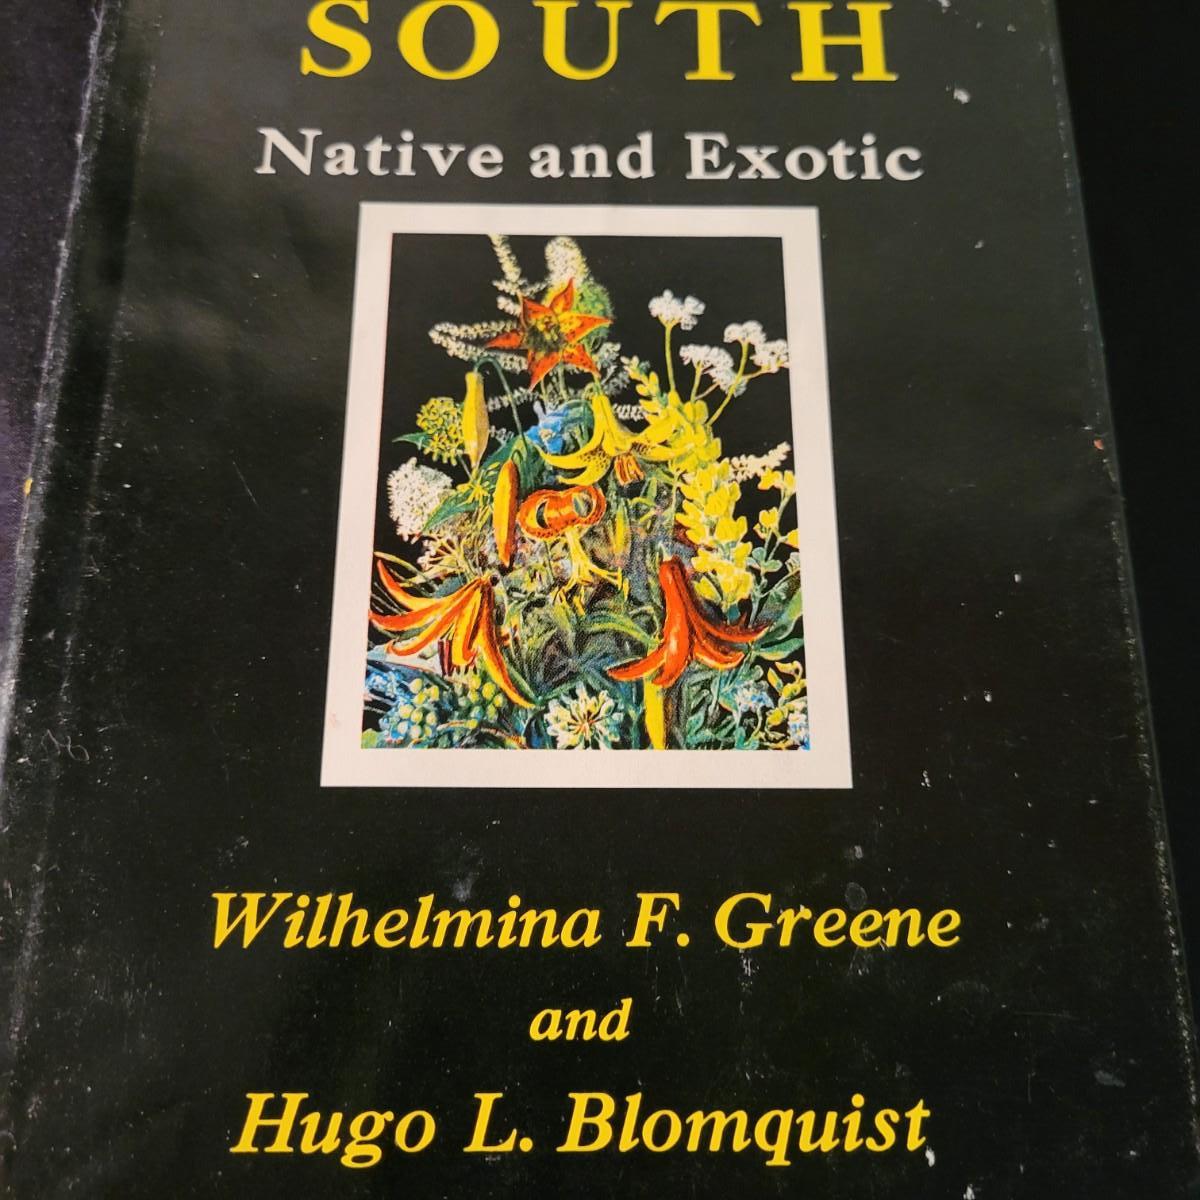 SOUTH
Native and Exotic
Wilhelmina F. Greene
and
Hugo L. Blomquist